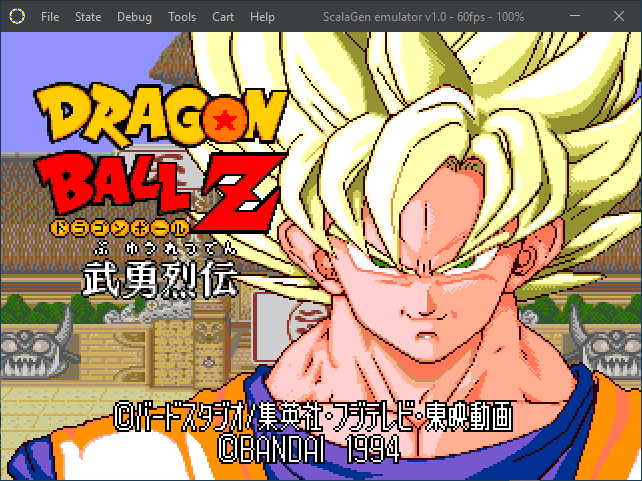 File State Debug Tools Cart Help ScalaGen emulator v1.0 - 60fps - 100%
DRAGON
BALL Z
ドラゴンボール
ぶゆうれつでん
武勇烈伝
©バードスタジオ/集英社・フジテレビ・東映動画
©BANDAI 1994